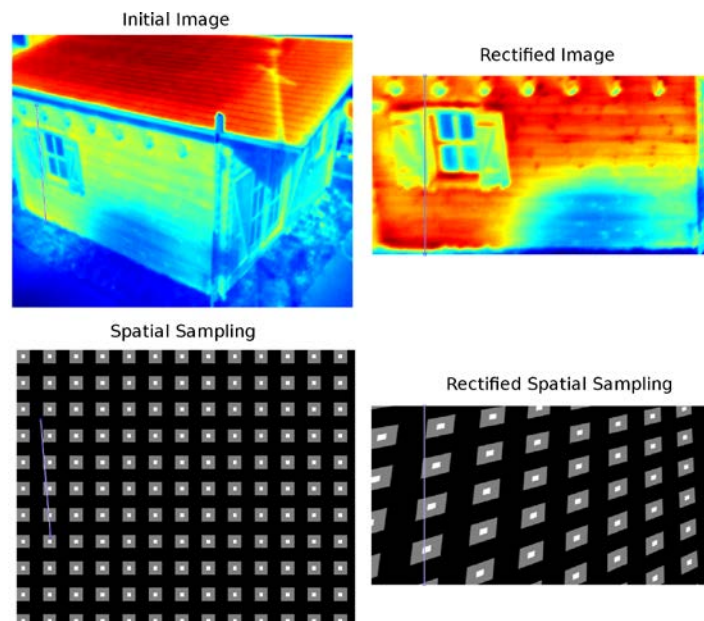 Initial Image
Rectified Image
Spatial Sampling
Rectified Spatial Sampling